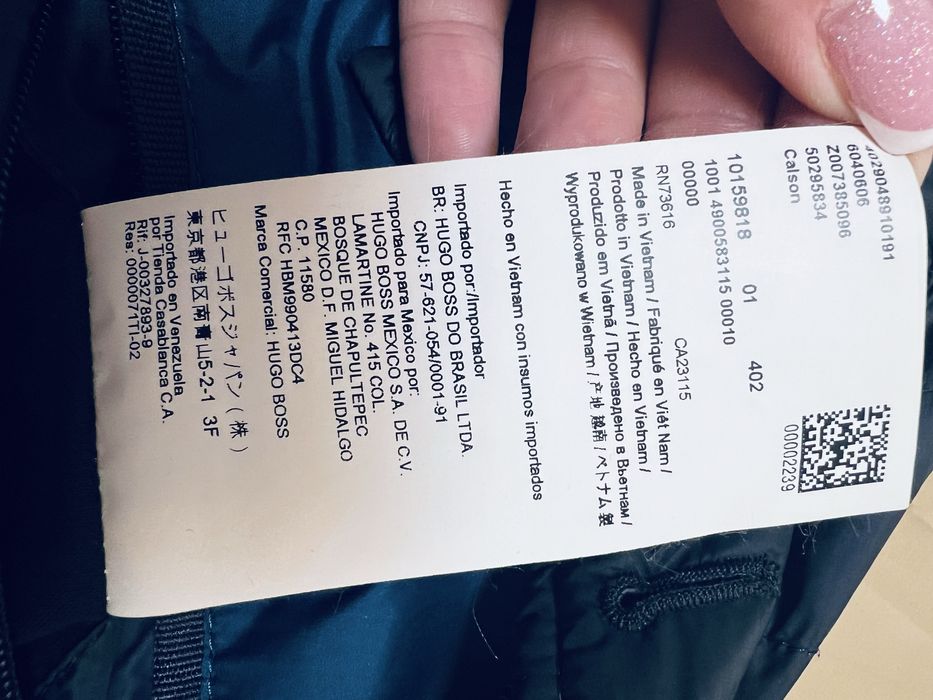 4029048910191
6040606
Z007385096
50295834
Calson
10159818 01 402
1001 4900583115 00010
00002239
00000
RN73616 CA23115
Made in Vietnam / Fabriqué en Viêt Nam /
Prodotto in Vietnam / Hecho en Vietnam /
Produzido em Vietnã / Произведено в Вьетнам /
Wyprodukowano w Wietnam / 产地 越南 / ベトナム製
Hecho en Vietnam con insumos importados
Importado por:/Importador
BR: HUGO BOSS DO BRASIL LTDA.
CNPJ: 57-621-054/0001-91
Importado para Mexico por:
HUGO BOSS MEXICO S.A. DE C.V.
LAMARTINE No. 415 COL.
BOSQUE DE CHAPULTEPEC
MEXICO D.F. MIGUEL HIDALGO
C.P. 11580
RFC HBM990413DC4
Marca Comercial: HUGO BOSS
ヒューゴボスジャパン(株)
東京都港区南青山5-2-1 3F
Importado en Venezuela
por Tienda Casablanca C.A.
Rif: J-00327893-9
Res: 0000071T1-02